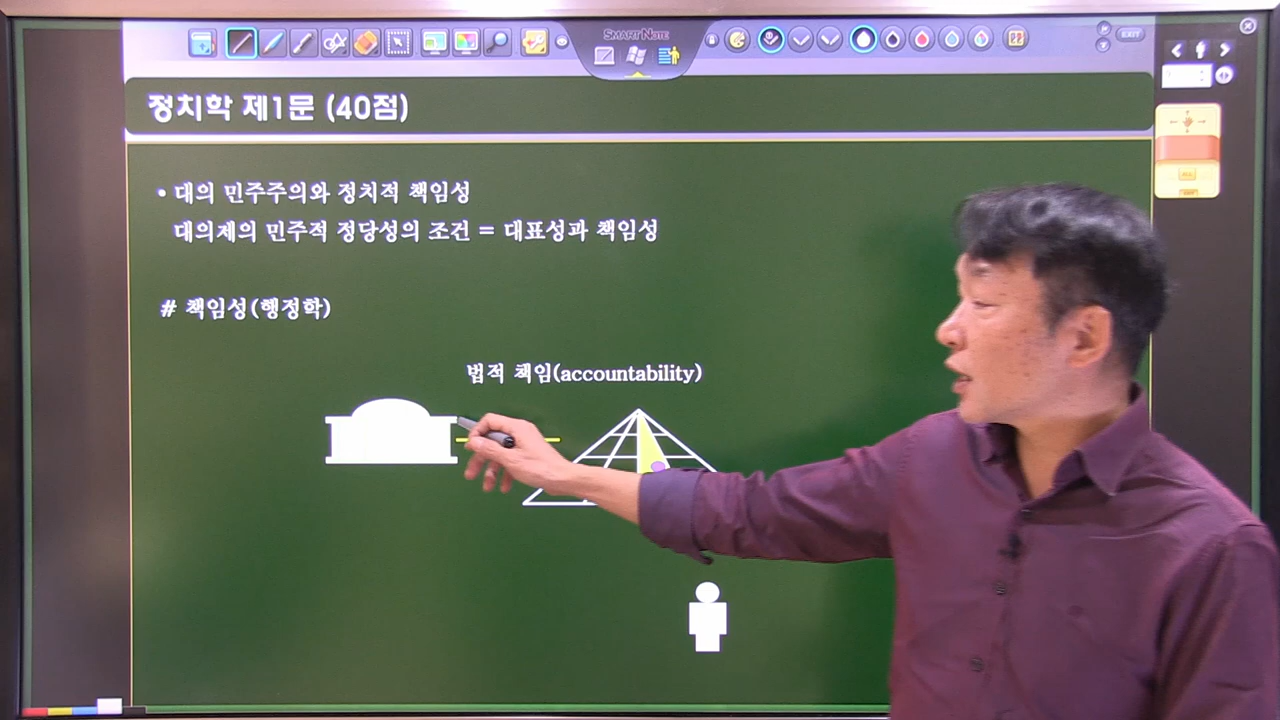 SMART NOTE
EXIT
정치학 제1문 (40점)
• 대의 민주주의와 정치적 책임성
대의제의 민주적 정당성의 조건 = 대표성과 책임성
# 책임성(행정학)
법적 책임(accountability)